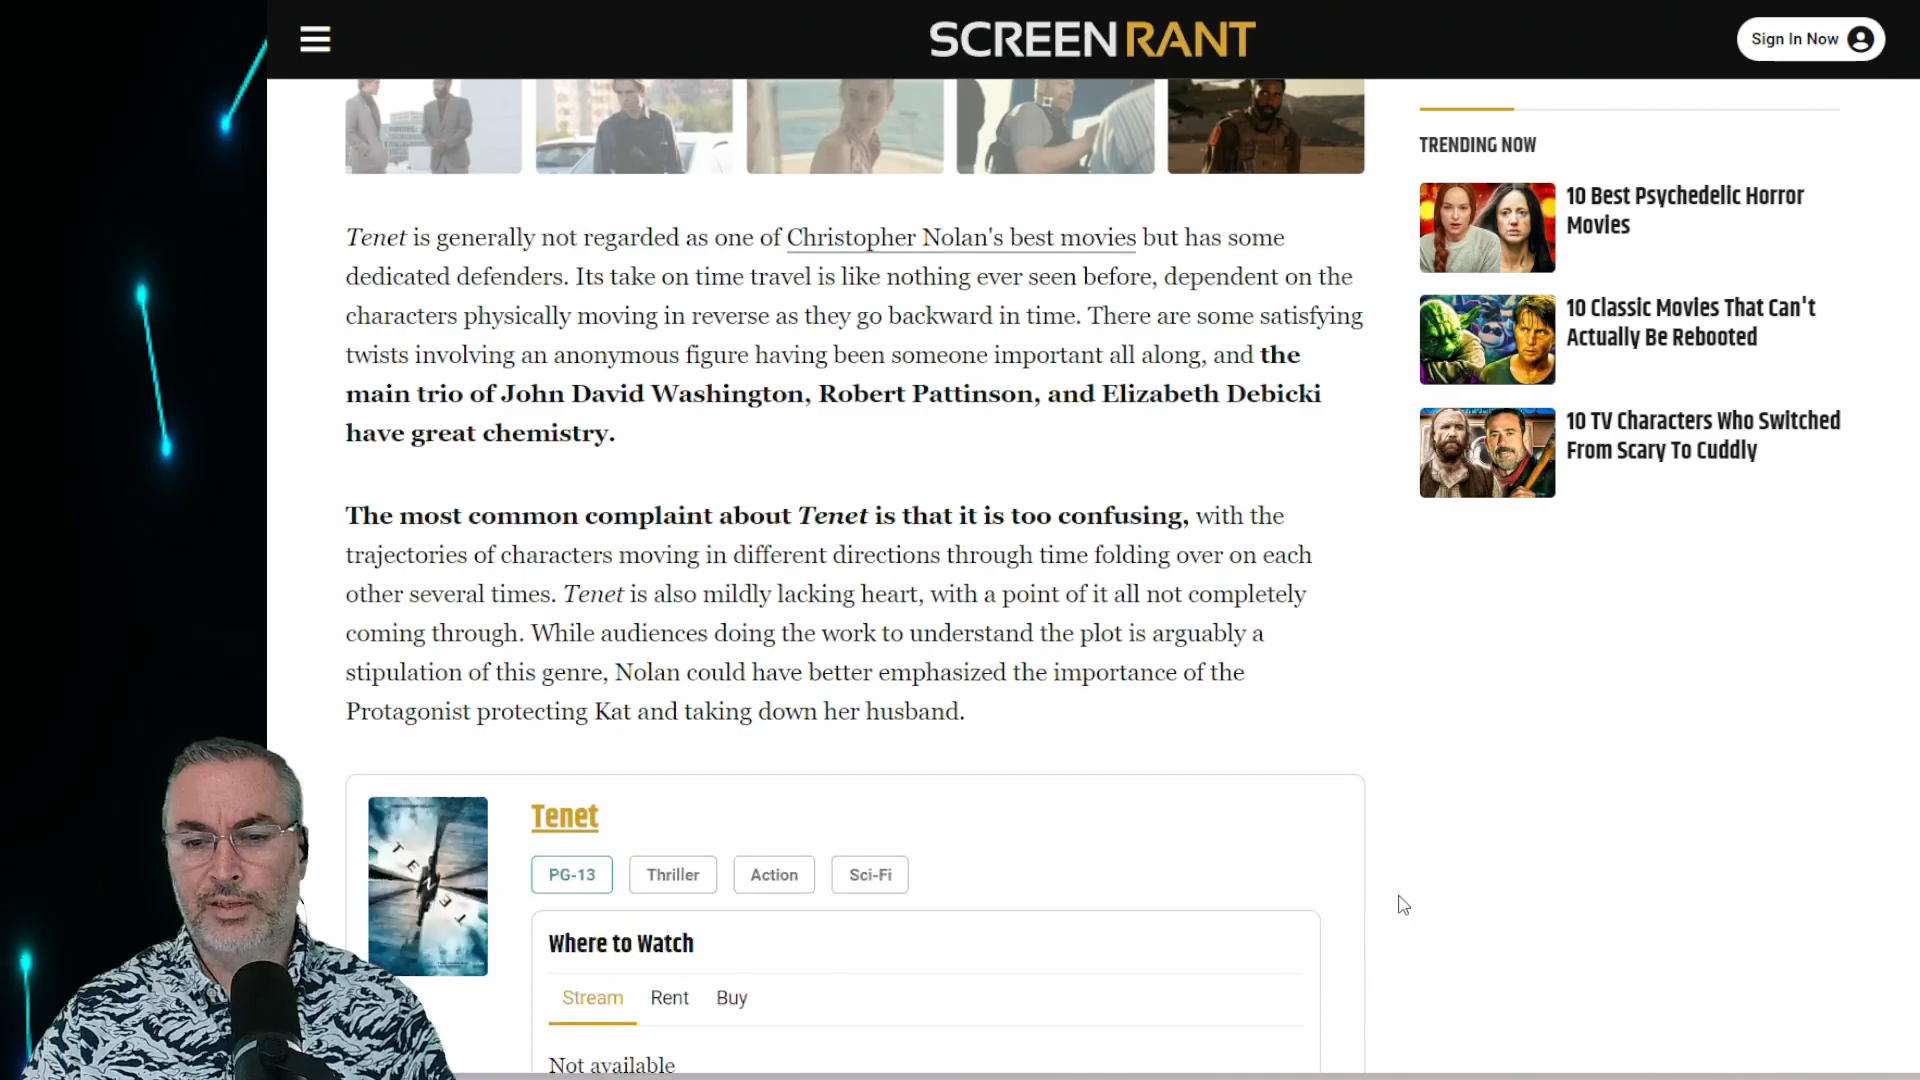 SCREENRANT
Sign In Now
Tenet is generally not regarded as one of Christopher Nolan's best movies but has some
dedicated defenders. Its take on time travel is like nothing ever seen before, dependent on the
characters physically moving in reverse as they go backward in time. There are some satisfying
twists involving an anonymous figure having been someone important all along, and the
main trio of John David Washington, Robert Pattinson, and Elizabeth Debicki
have great chemistry.
The most common complaint about Tenet is that it is too confusing, with the
trajectories of characters moving in different directions through time folding over on each
other several times. Tenet is also mildly lacking heart, with a point of it all not completely
coming through. While audiences doing the work to understand the plot is arguably a
stipulation of this genre, Nolan could have better emphasized the importance of the
Protagonist protecting Kat and taking down her husband.
TENET
Tenet
PG-13
Thriller
Action
Sci-Fi
Where to Watch
Stream
Rent
Buy
Not available
TRENDING NOW
10 Best Psychedelic Horror
Movies
10 Classic Movies That Can't
Actually Be Rebooted
10 TV Characters Who Switched
From Scary To Cuddly